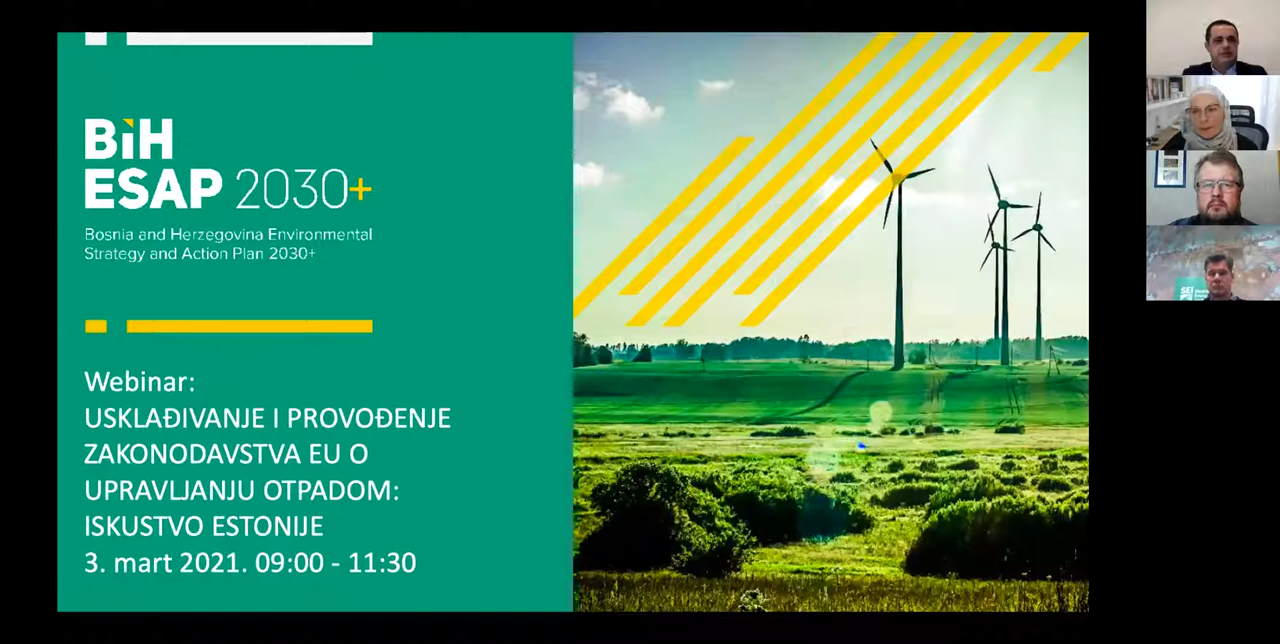 BiH
ESAP 2030+
Bosnia and Herzegovina Environmental
Strategy and Action Plan 2030+
Webinar:
USKLAĐIVANJE I PROVOĐENJE
ZAKONODAVSTVA EU O
UPRAVLJANJU OTPADOM:
ISKUSTVO ESTONIJE
3. mart 2021. 09:00 - 11:30
SEI